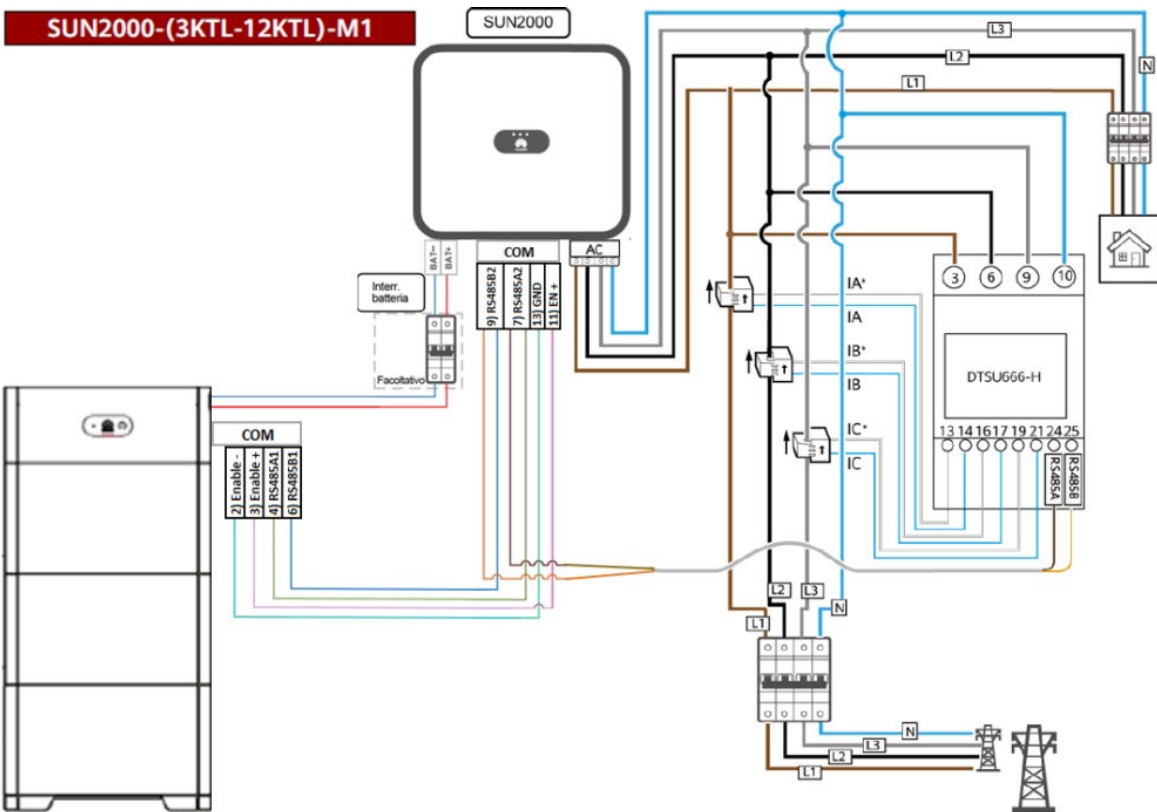 SUN2000-(3KTL-12KTL)-M1
SUN2000
L3
L2
N
L1
BAT–
BAT+
COM
AC
9) RS485B2
7) RS485A2
13) GND
11) EN +
Interr.
batteria
Facoltativo
3
6
9
10
IA*
IA
IB*
IB
IC*
IC
DTSU666-H
13 14 16 17 19 21 24 25
RS485A
RS485B
COM
2) Enable -
3) Enable +
4) RS485A1
6) RS485B1
L2
L3
N
L1
N
L3
L2
L1